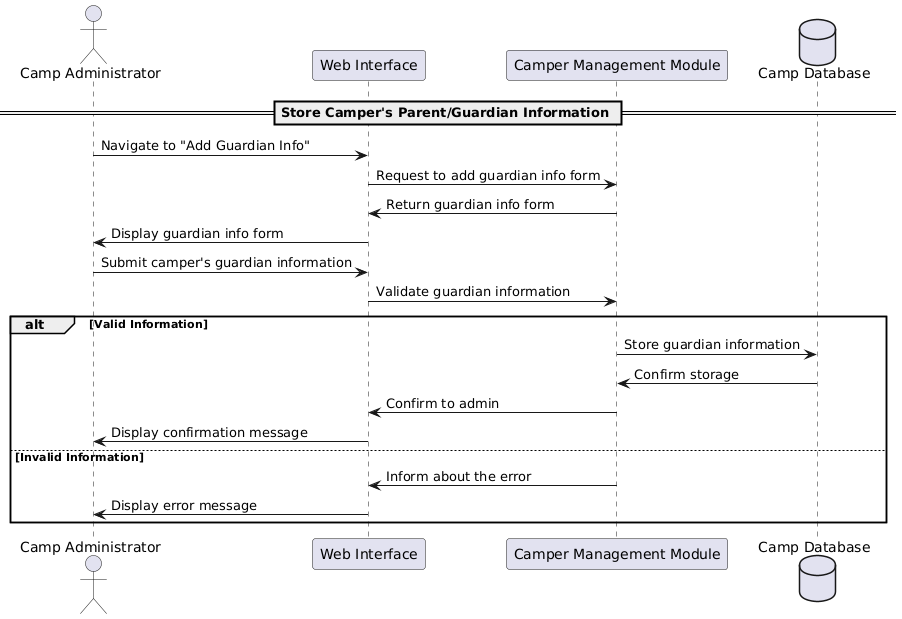 Camp Administrator
Web Interface
Camper Management Module
Camp Database
Store Camper's Parent/Guardian Information
Navigate to "Add Guardian Info"
Request to add guardian info form
Return guardian info form
Display guardian info form
Submit camper's guardian information
Validate guardian information
alt [Valid Information]
Store guardian information
Confirm storage
Confirm to admin
Display confirmation message
[Invalid Information]
Inform about the error
Display error message
Camp Administrator
Web Interface
Camper Management Module
Camp Database